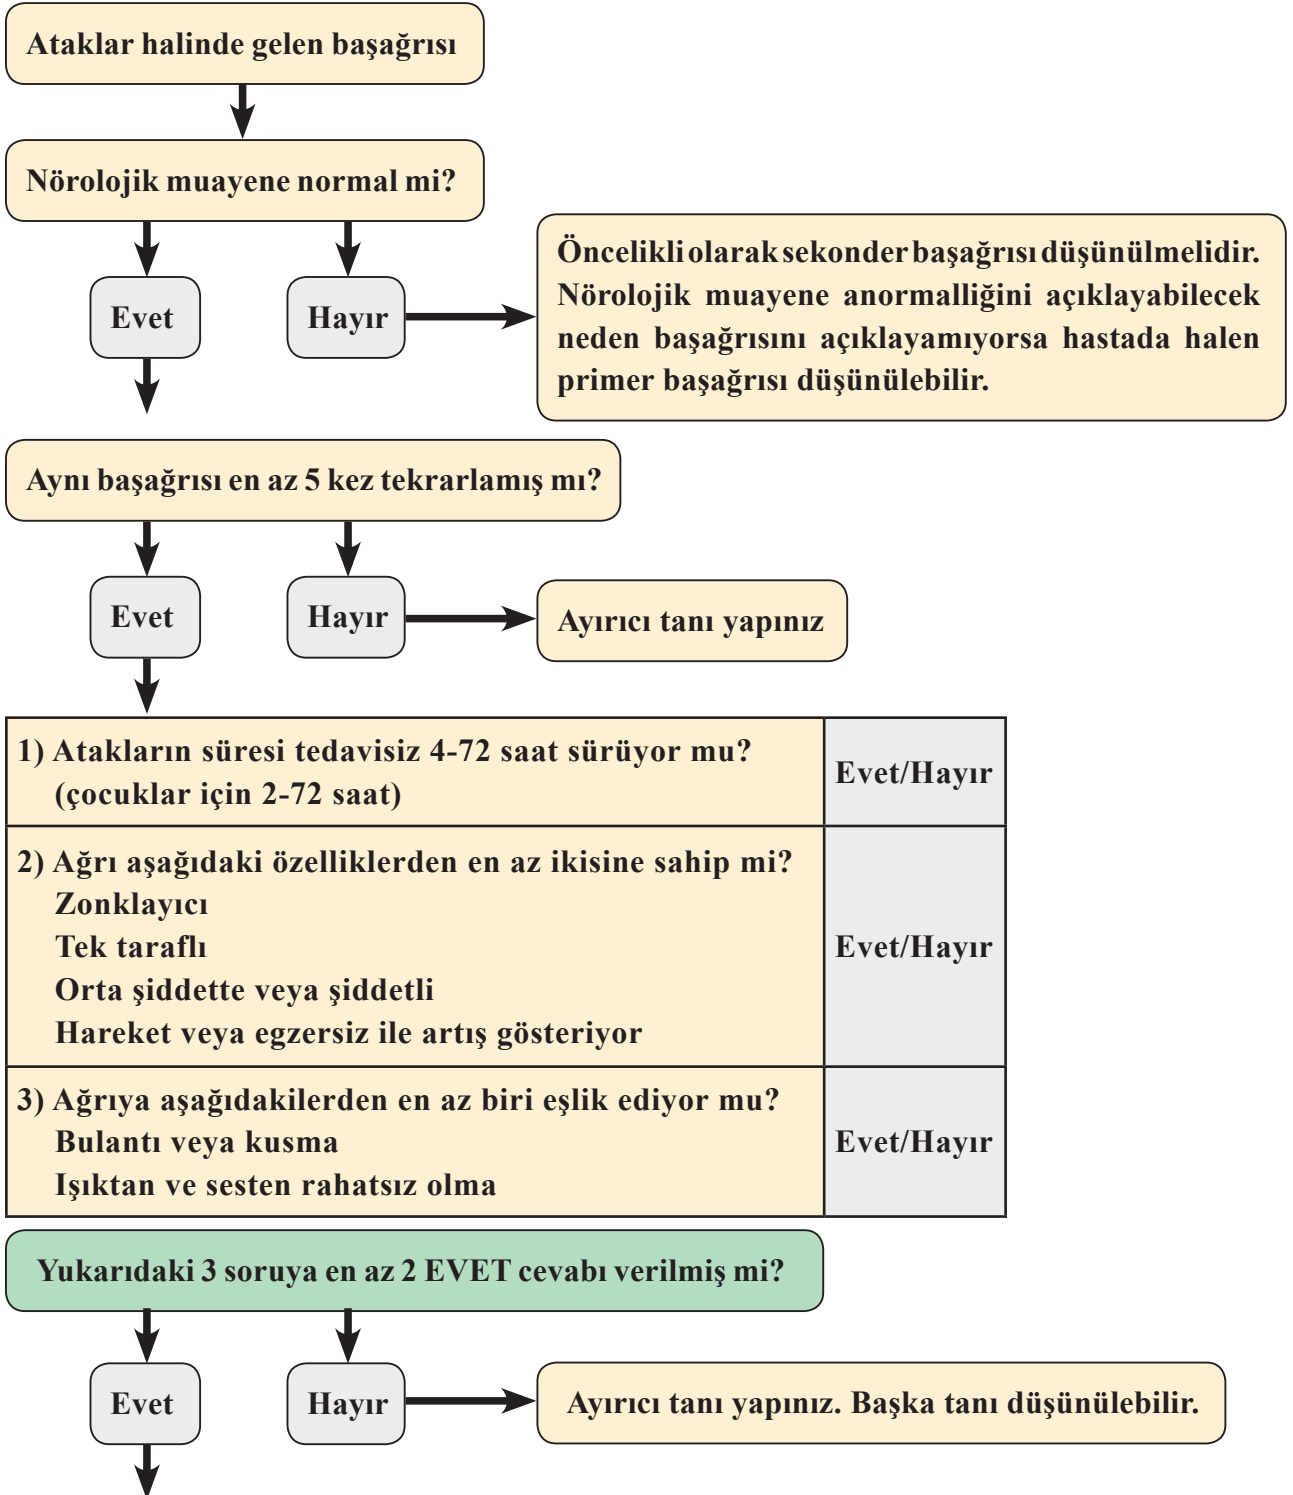 Ataklar halinde gelen başağrısı
Nörolojik muayene normal mi?
Evet
Hayır
Öncelikli olarak sekonder başağrısı düşünülmelidir.
Nörolojik muayene anormalliğini açıklayabilecek
neden başağrısını açıklayamıyorsa hastada halen
primer başağrısı düşünülebilir.
Aynı başağrısı en az 5 kez tekrarlamış mı?
Evet
Hayır
Ayırıcı tanı yapınız
1) Atakların süresi tedavisiz 4-72 saat sürüyor mu?
(çocuklar için 2-72 saat)
Evet/Hayır
2) Ağrı aşağıdaki özelliklerden en az ikisine sahip mi?
Zonklayıcı
Tek taraflı
Orta şiddette veya şiddetli
Hareket veya egzersiz ile artış gösteriyor
Evet/Hayır
3) Ağrıya aşağıdakilerden en az biri eşlik ediyor mu?
Bulantı veya kusma
Işıktan ve sesten rahatsız olma
Evet/Hayır
Yukarıdaki 3 soruya en az 2 EVET cevabı verilmiş mi?
Evet
Hayır
Ayırıcı tanı yapınız. Başka tanı düşünülebilir.